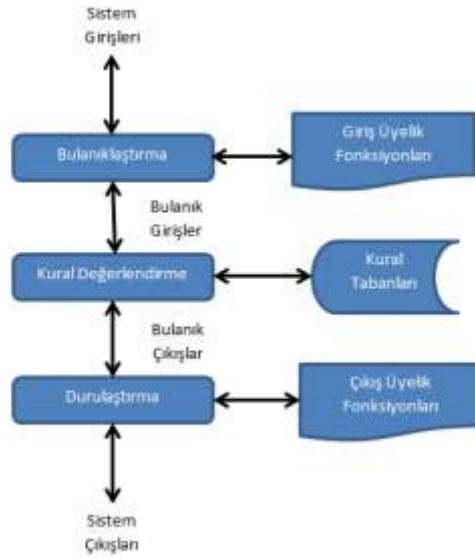 Sistem
Girişleri
Bulanıklaştırma
Giriş Üyelik
Fonksiyonları
Bulanık
Girişler
Kural Değerlendirme
Kural
Tabanları
Bulanık
Çıkışlar
Durulaştırma
Çıkış Üyelik
Fonksiyonları
Sistem
Çıkışları